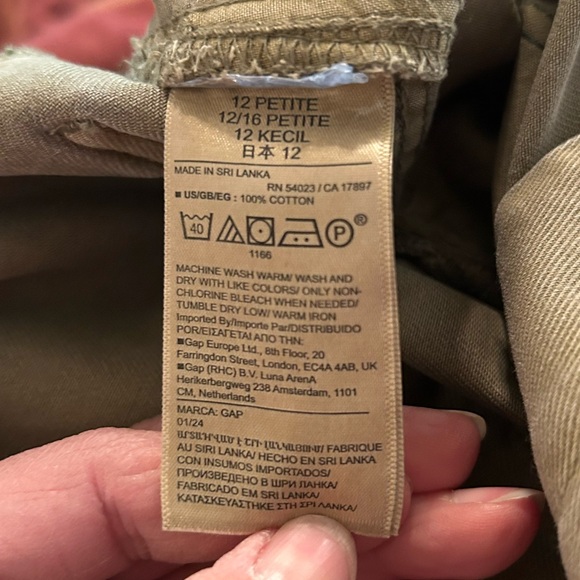 12 PETITE
12/16 PETITE
12 KECIL
日本 12
MADE IN SRI LANKA
RN 54023 / CA 17897
■ US/GB/EG : 100% COTTON
40 P ®
1166
MACHINE WASH WARM/ WASH AND
DRY WITH LIKE COLORS/ ONLY NON-
CHLORINE BLEACH WHEN NEEDED/
TUMBLE DRY LOW/ WARM IRON
Imported By/Importe Par/DISTRIBUIDO
POR/ΕΙΣΑΓΕΤΑΙ ΑΠΟ ΤΗΝ:
■Gap Europe Ltd., 8th Floor, 20
Farringdon Street, London, EC4A 4AB, UK
■Gap (RHC) B.V. Luna ArenA
Herikerbergweg 238 Amsterdam, 1101
CM, Netherlands
MARCA: GAP
01/24
FABRIQUE
AU SIRI LANKA/ HECHO EN SRI LANKA
CON INSUMOS IMPORTADOS/
ПРОИЗВЕДЕНО В ШРИ ЛАНКА/
FABRICADO EM SRI LANKA/
ΚΑΤΑΣΚΕΥΑΣΤΗΚΕ ΣΤΗ ΣΡΙ ΛΑΝΚΑ/